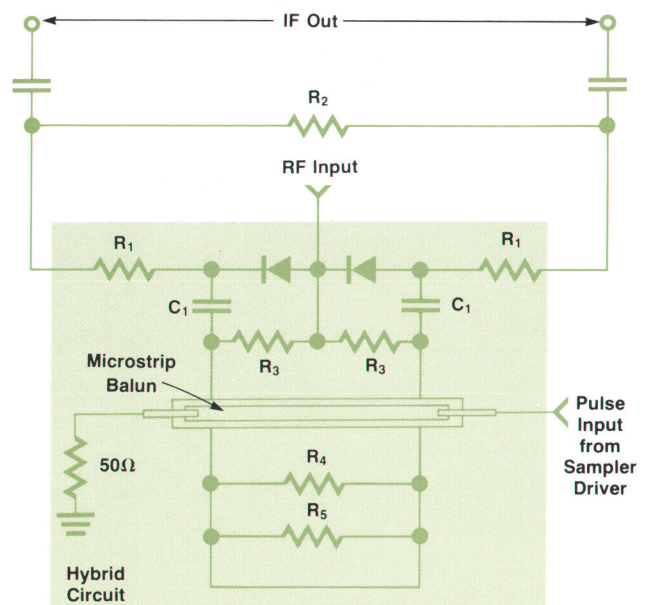 IF Out
R2
RF Input
R1
R1
C1
C1
R3
R3
Microstrip
Balun
Pulse
Input
from
Sampler
Driver
50Ω
R4
R5
Hybrid
Circuit